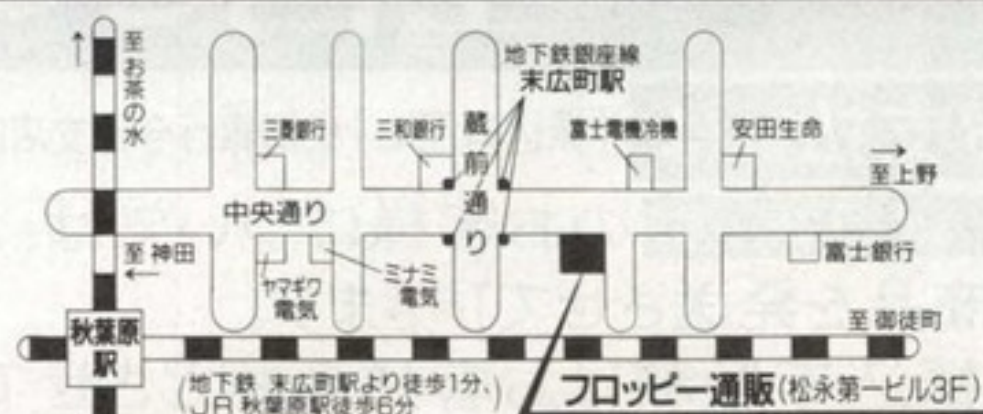 至お茶の水
三菱銀行
三和銀行
蔵前通り
地下鉄銀座線
末広町駅
富士電機冷機
安田生命
至上野
中央通り
至 神田
ヤマギワ
電気
ミナミ
電気
富士銀行
至 御徒町
秋葉原
駅
(地下鉄 末広町駅より徒歩1分、
JR 秋葉原駅徒歩6分
フロッピー通販(松永第一ビル3F)